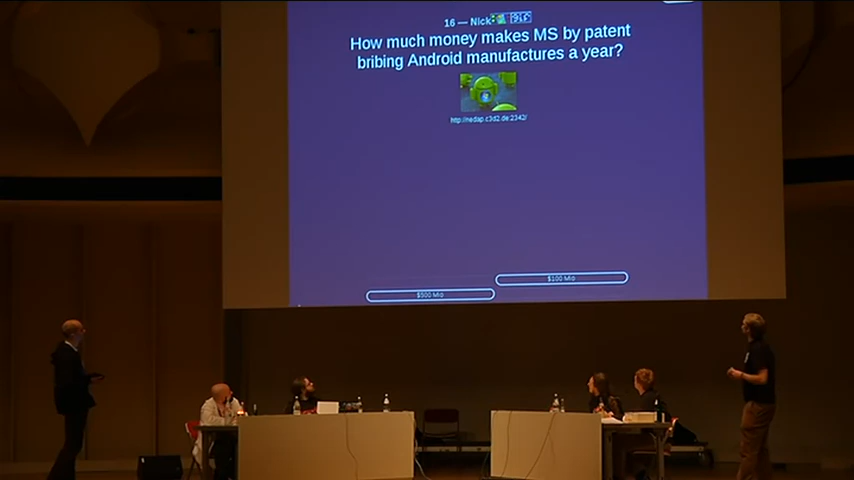 16 — Nick
How much money makes MS by patent
bribing Android manufactures a year?
http://nedap.c3d2.de:2342/
$100 Mio
$500 Mio